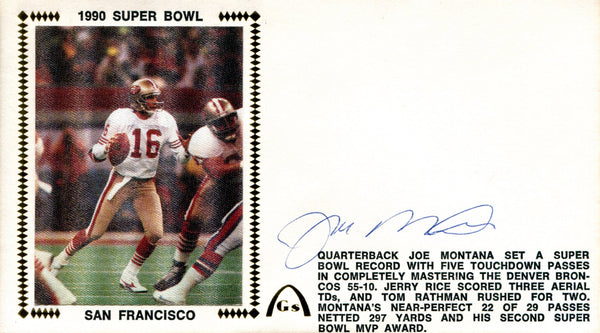 1990 SUPER BOWL
16
SAN FRANCISCO
Gs
Joe Montana
QUARTERBACK JOE MONTANA SET A SUPER
BOWL RECORD WITH FIVE TOUCHDOWN PASSES
IN COMPLETELY MASTERING THE DENVER BRON-
COS 55-10. JERRY RICE SCORED THREE AERIAL
TDs, AND TOM RATHMAN RUSHED FOR TWO.
MONTANA'S NEAR-PERFECT 22 OF 29 PASSES
NETTED 297 YARDS AND HIS SECOND SUPER
BOWL MVP AWARD.